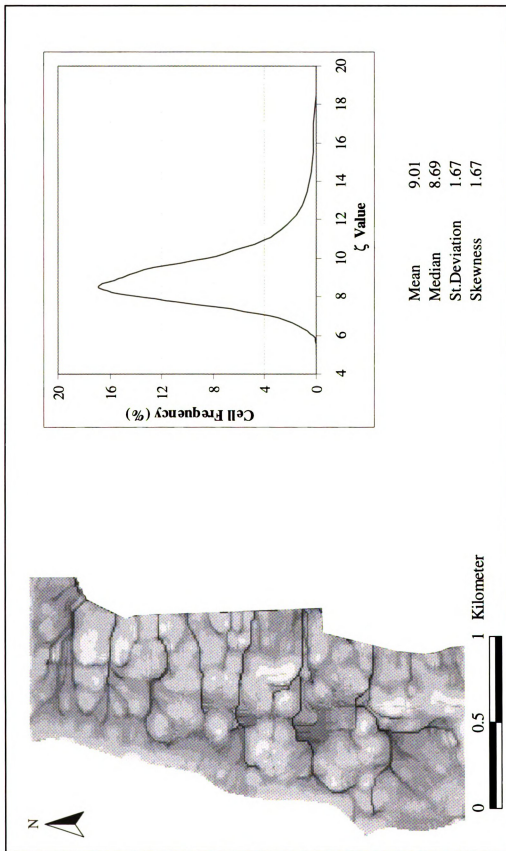 N
0 0.5 1 Kilometer
Cell Frequency (%)
20
16
12
8
4
0
4 6 8 10 12 14 16 18 20
ζ Value
Mean 9.01
Median 8.69
St.Deviation 1.67
Skewness 1.67